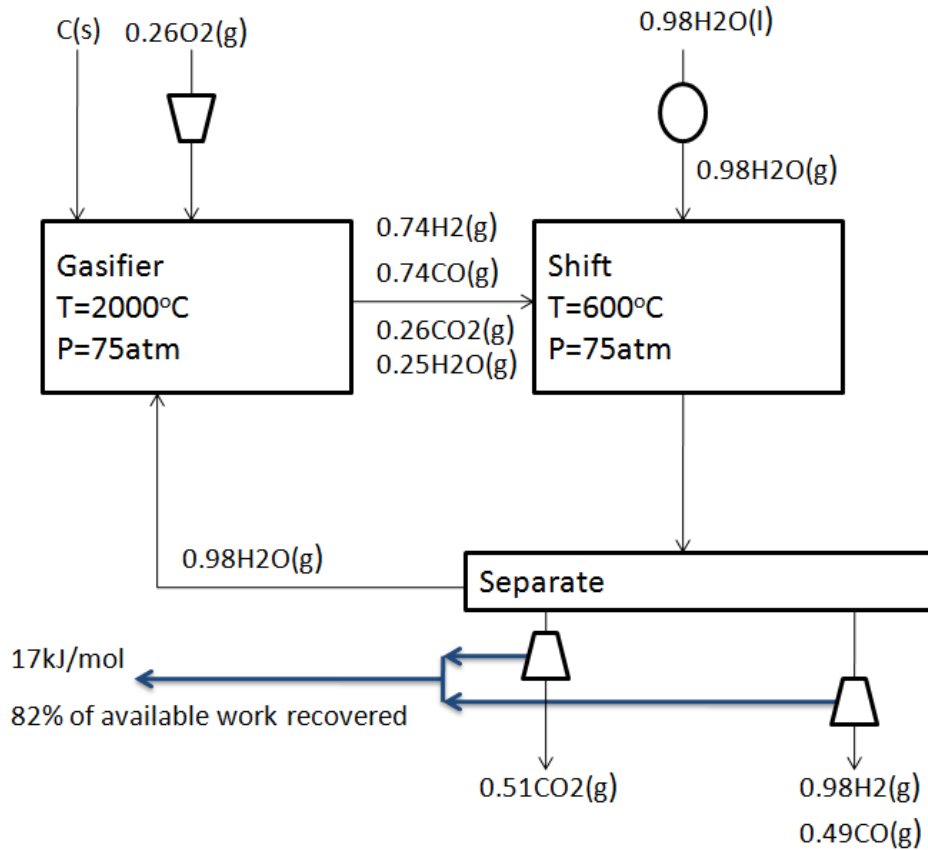 C(s) 0.26O2(g)
0.98H2O(l)
0.98H2O(g)
Gasifier
T=2000°C
P=75atm
0.74H2(g)
0.74CO(g)
0.26CO2(g)
0.25H2O(g)
Shift
T=600°C
P=75atm
0.98H2O(g)
Separate
17kJ/mol
82% of available work recovered
0.51CO2(g)
0.98H2(g)
0.49CO(g)